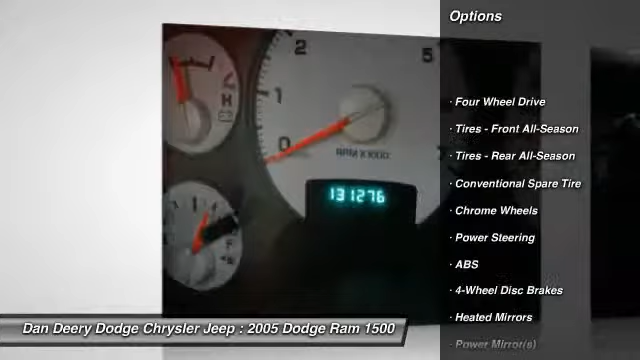 Options
2
5
1
0
H
RPM X 1000
131276
F
· Four Wheel Drive
· Tires - Front All-Season
· Tires - Rear All-Season
· Conventional Spare Tire
· Chrome Wheels
· Power Steering
· ABS
· 4-Wheel Disc Brakes
· Heated Mirrors
· Power Mirror(s)
Dan Deery Dodge Chrysler Jeep : 2005 Dodge Ram 1500